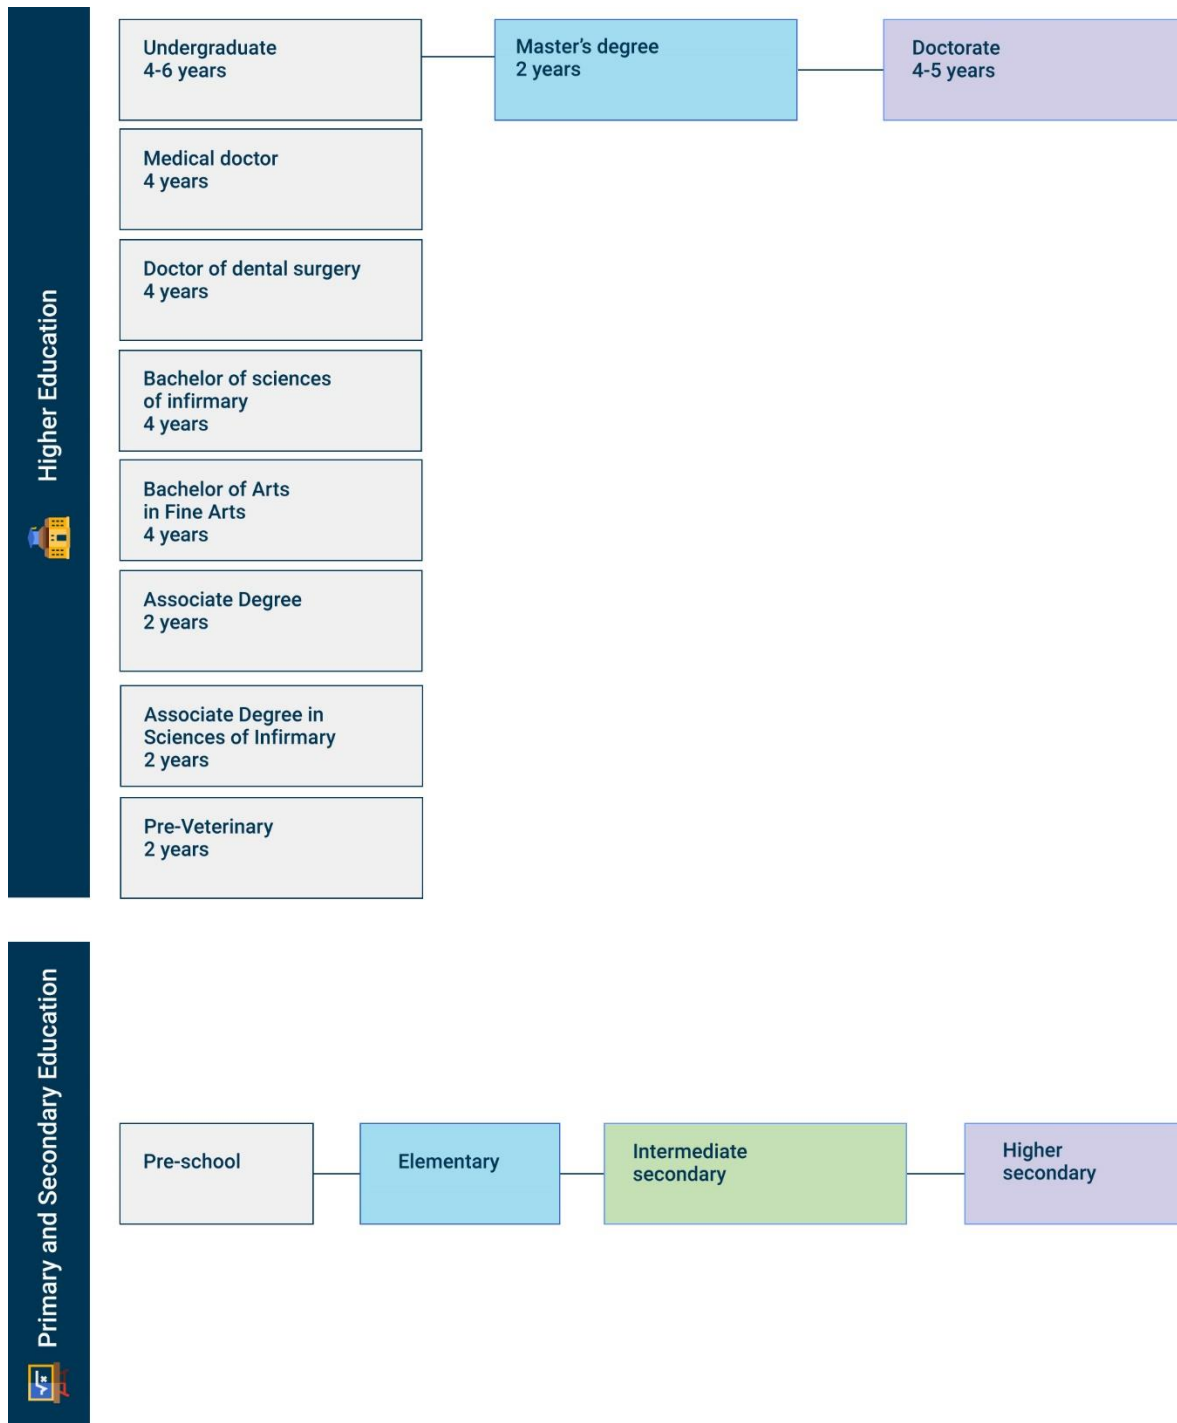 Higher Education
Undergraduate
4-6 years
Master's degree
2 years
Doctorate
4-5 years
Medical doctor
4 years
Doctor of dental surgery
4 years
Bachelor of sciences
of infirmary
4 years
Bachelor of Arts
in Fine Arts
4 years
Associate Degree
2 years
Associate Degree in
Sciences of Infirmary
2 years
Pre-Veterinary
2 years
Primary and Secondary Education
Pre-school
Elementary
Intermediate
secondary
Higher
secondary